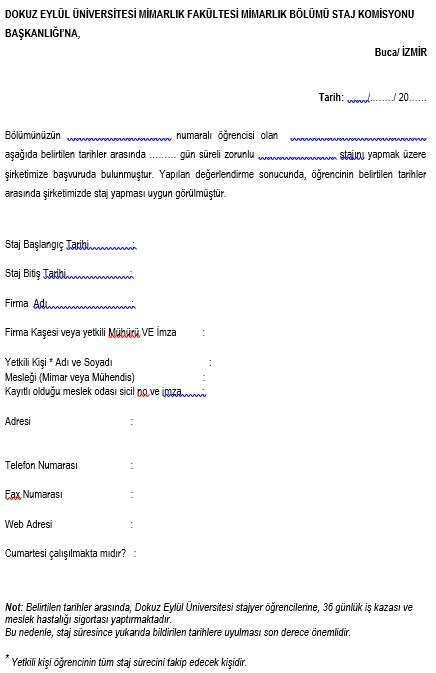 DOKUZ EYLÜL ÜNİVERSİTESİ MİMARLIK FAKÜLTESİ MİMARLIK BÖLÜMÜ STAJ KOMİSYONU
BAŞKANLIĞI'NA,
Buca/ İZMİR
Tarih: ....../......../ 20......
Bölümünüzün ........................................ numaralı öğrencisi olan ....................................................
aşağıda belirtilen tarihler arasında ……… gün süreli zorunlu .............................. stajını yapmak üzere
şirketimize başvuruda bulunmuştur. Yapılan değerlendirme sonucunda, öğrencinin belirtilen tarihler
arasında şirketimizde staj yapması uygun görülmüştür.
Staj Başlangıç Tarihi :
Staj Bitiş Tarihi :
Firma Adı :
Firma Kaşesi veya yetkili Mühürü VE İmza :
Yetkili Kişi * Adı ve Soyadı :
Mesleği (Mimar veya Mühendis) :
Kayıtlı olduğu meslek odası sicil no ve imza :
Adresi :
Telefon Numarası :
Fax Numarası :
Web Adresi :
Cumartesi çalışılmakta mıdır? :
Not: Belirtilen tarihler arasında, Dokuz Eylül Üniversitesi stajyer öğrencilerine, 36 günlük iş kazası ve
meslek hastalığı sigortası yaptırmaktadır.
Bu nedenle, staj süresince yukarıda bildirilen tarihlere uyulması son derece önemlidir.
* Yetkili kişi öğrencinin tüm staj sürecini takip edecek kişidir.